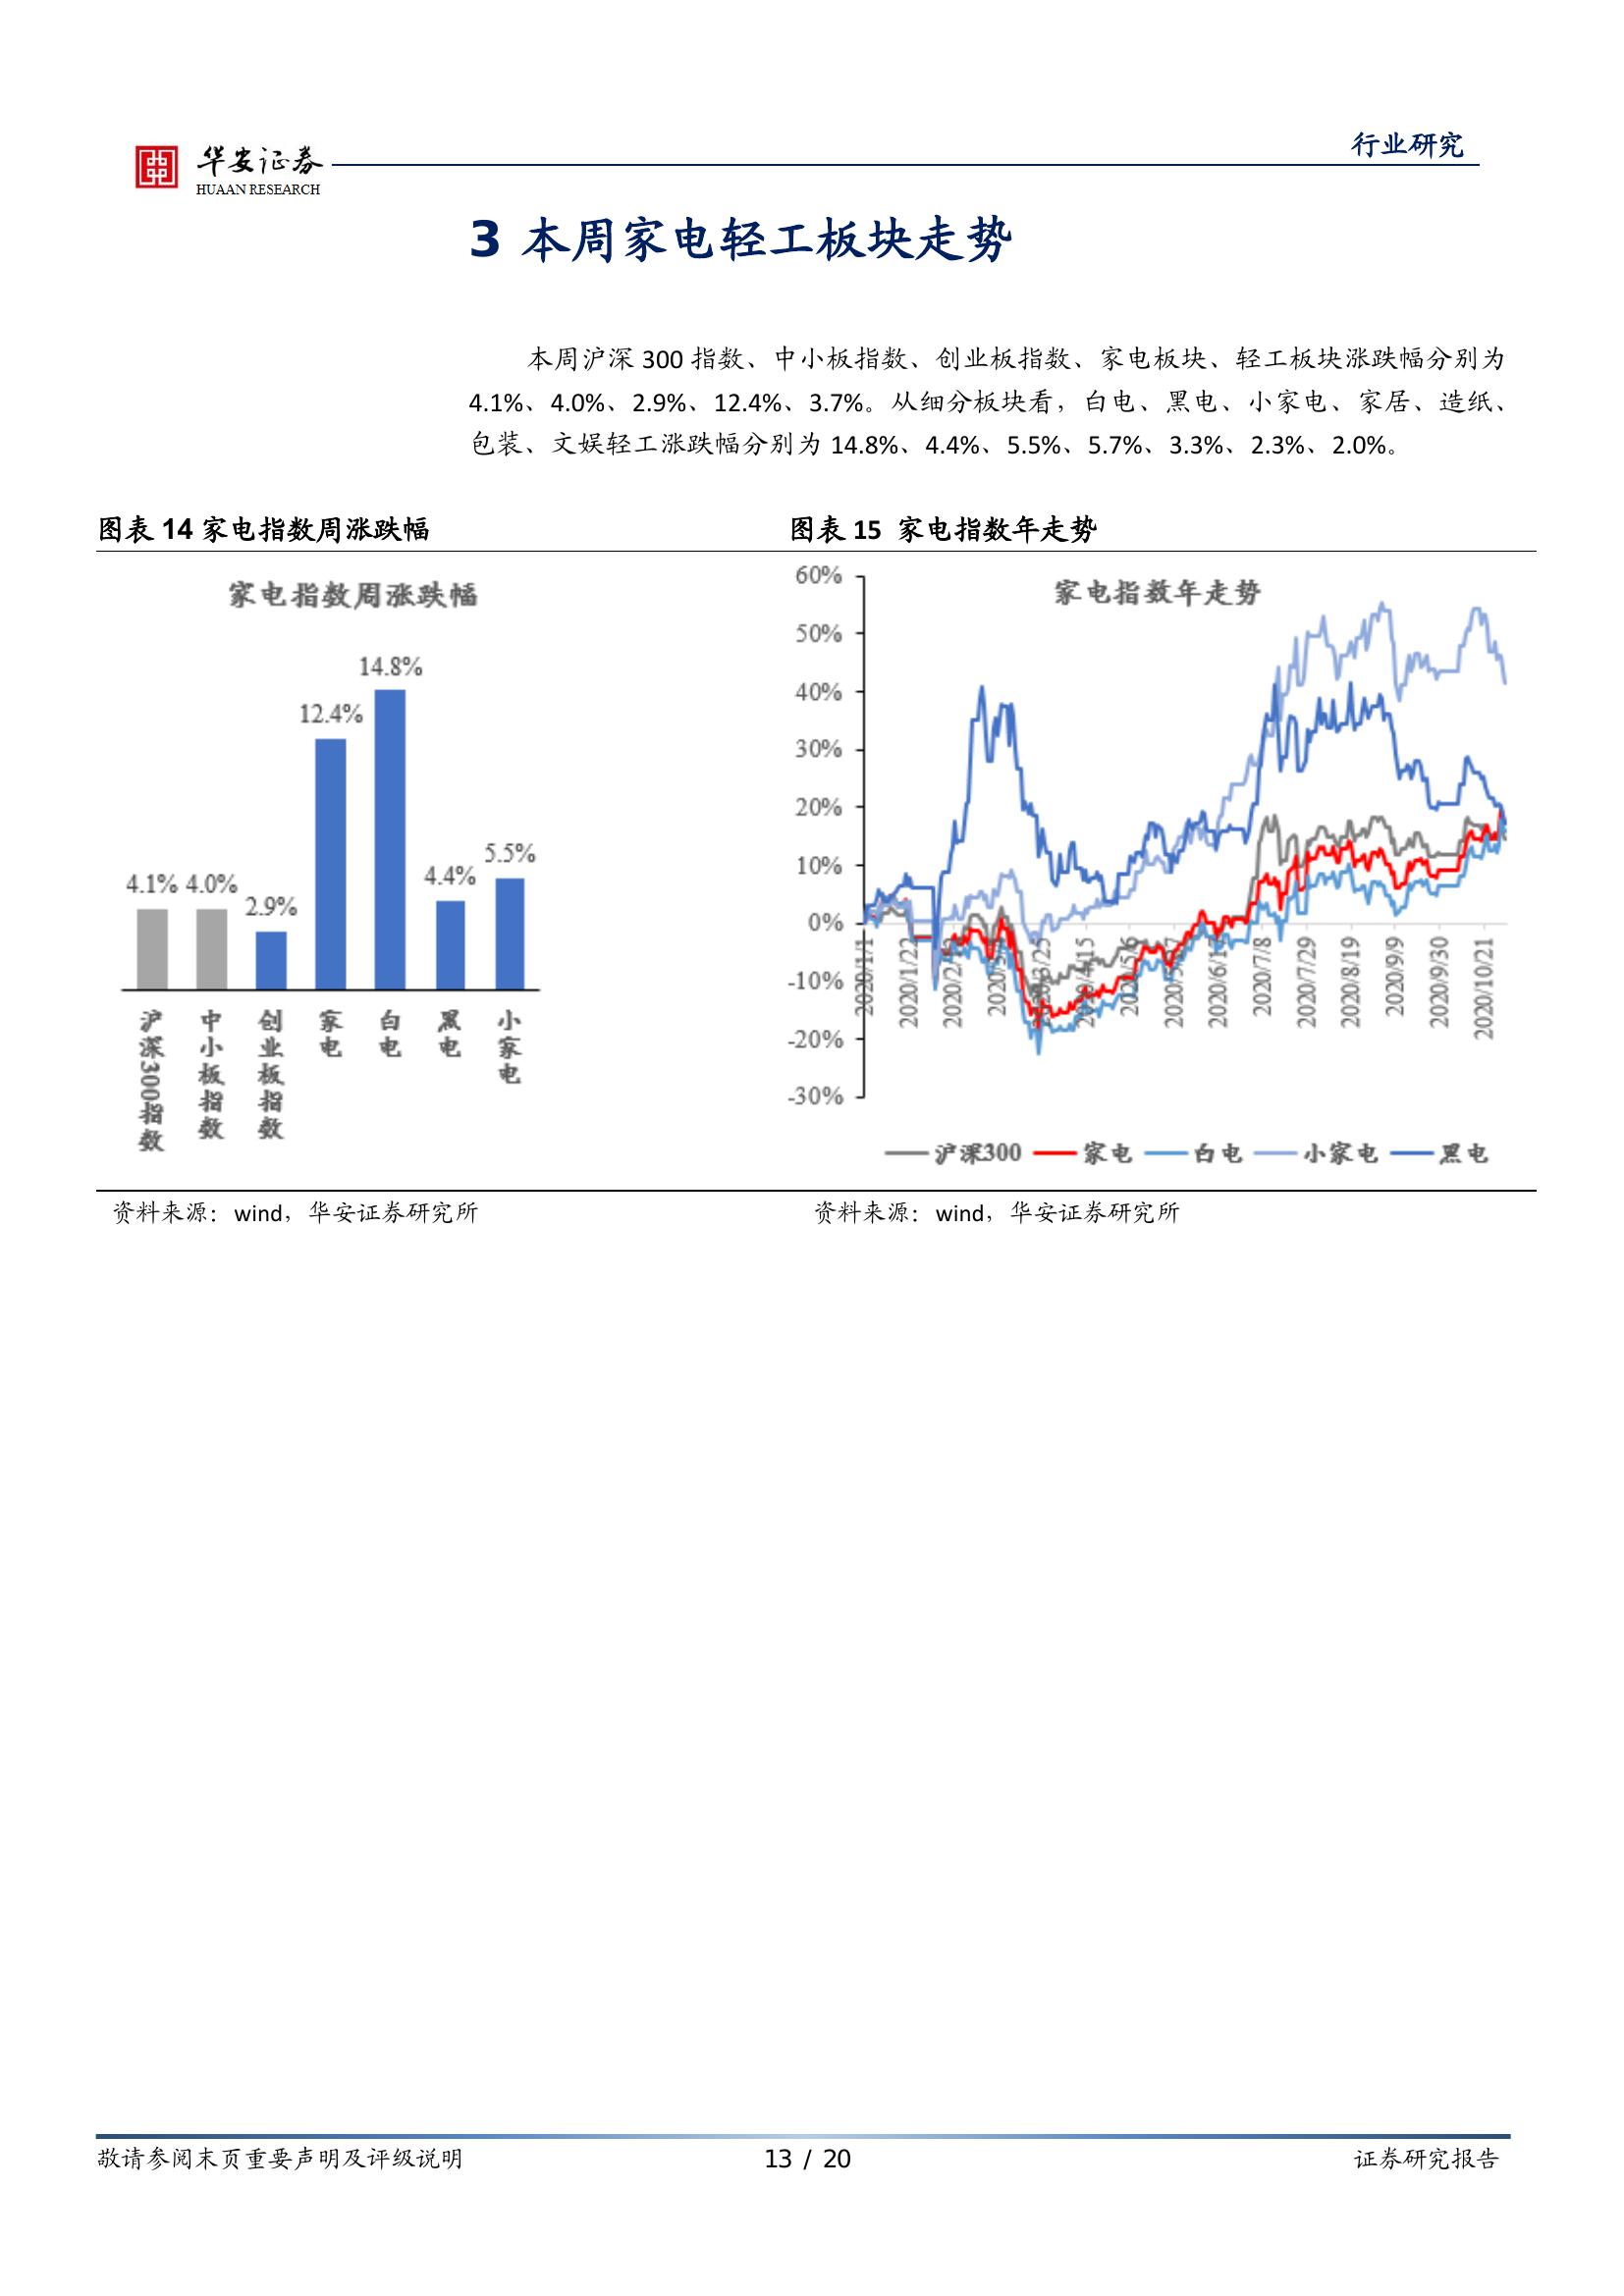 行业研究
华安证券
HUAAN RESEARCH
3 本周家电轻工板块走势
本周沪深 300 指数、中小板指数、创业板指数、家电板块、轻工板块涨跌幅分别为
4.1%、4.0%、2.9%、12.4%、3.7%。从细分板块看，白电、黑电、小家电、家居、造纸、
包装、文娱轻工涨跌幅分别为 14.8%、4.4%、5.5%、5.7%、3.3%、2.3%、2.0%。
图表 14 家电指数周涨跌幅
家电指数周涨跌幅
14.8%
12.4%
5.5%
4.4%
4.1% 4.0%
2.9%
沪深300指数
中小板指数
创业板指数
家电
白电
黑电
小家电
资料来源：wind，华安证券研究所
图表 15 家电指数年走势
家电指数年走势
60%
50%
40%
30%
20%
10%
0%
-10%
-20%
-30%
2020/1/1
2020/1/22
2020/4/15
2020/5/6
2020/6/17
2020/7/8
2020/7/29
2020/8/19
2020/9/9
2020/9/30
2020/10/21
沪深300 家电 白电 小家电 黑电
资料来源：wind，华安证券研究所
敬请参阅末页重要声明及评级说明
13 / 20
证券研究报告